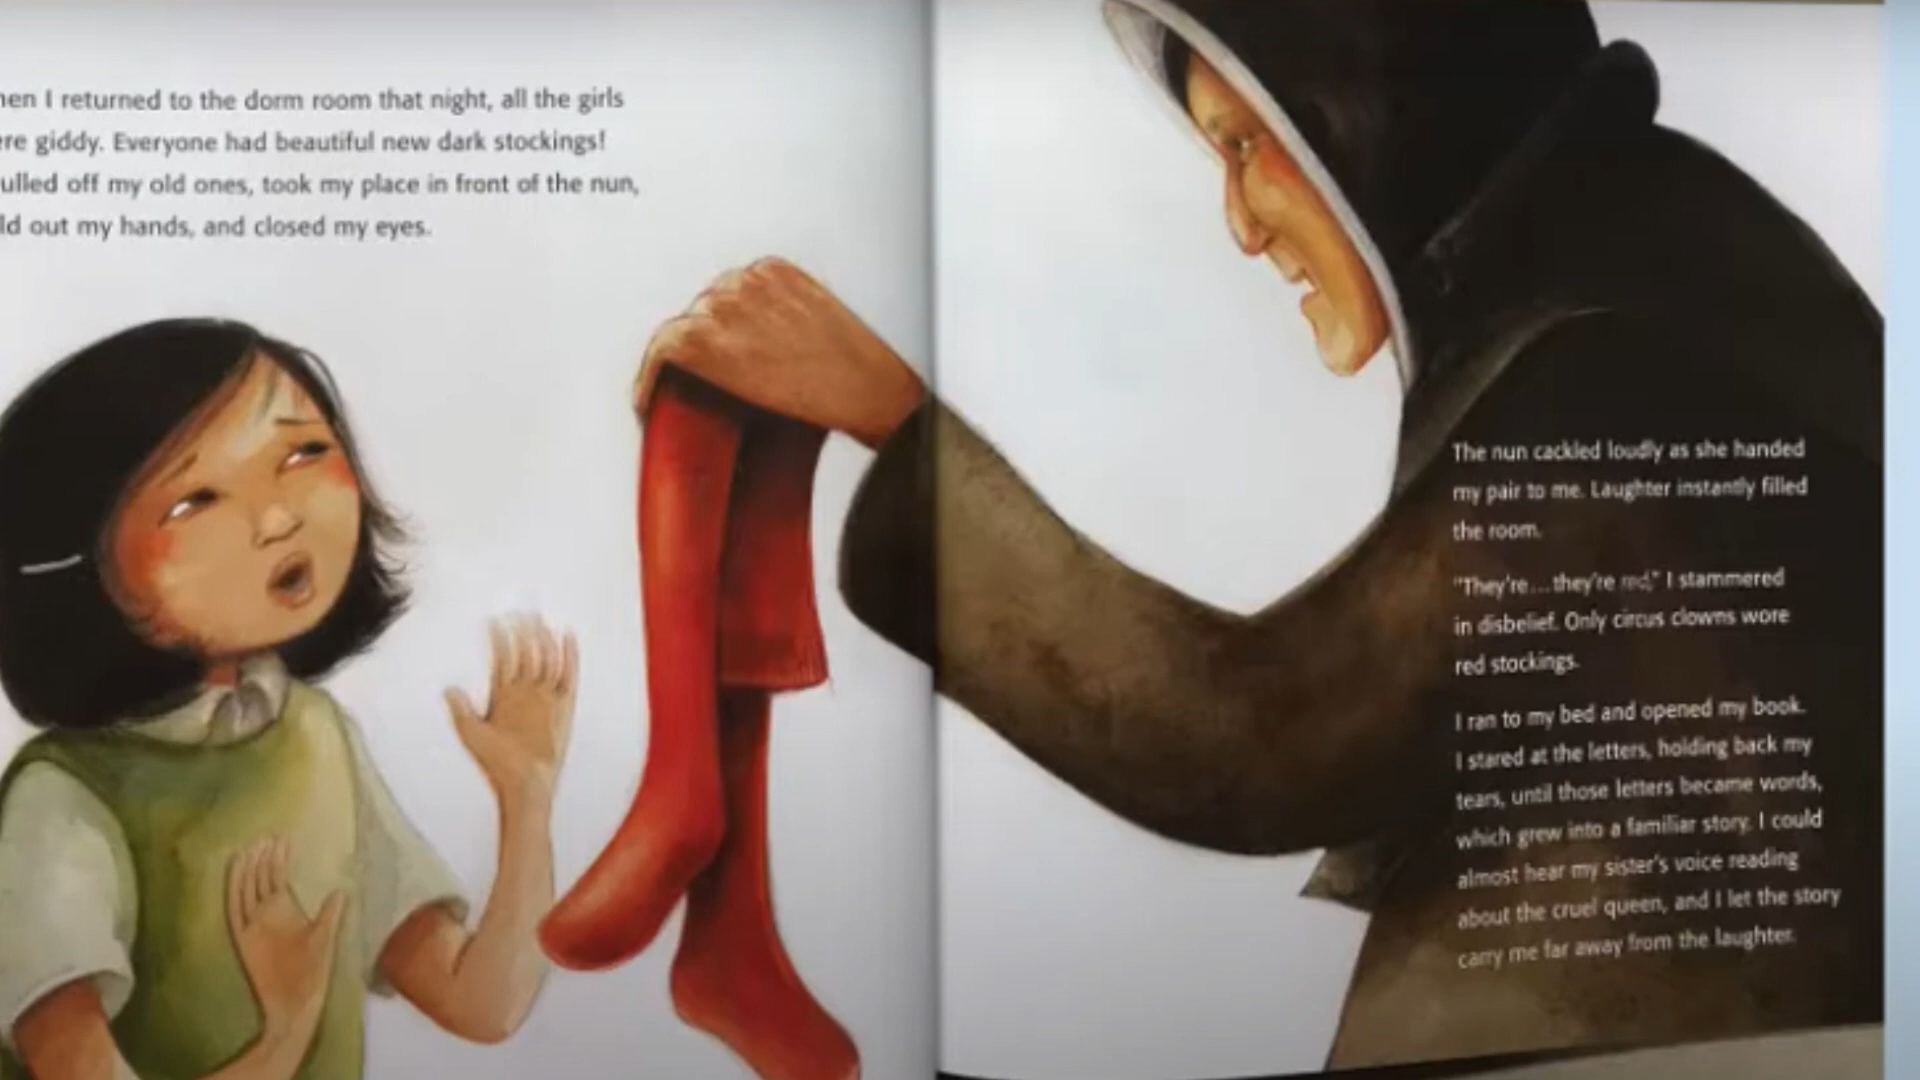 hen I returned to the dorm room that night, all the girls
ere giddy. Everyone had beautiful new dark stockings!
ulled off my old ones, took my place in front of the nun,
ld out my hands, and closed my eyes.
The nun cackled loudly as she handed
my pair to me. Laughter instantly filled
the room.
"They're...they're red," I stammered
in disbelief. Only circus clowns wore
red stockings.
I ran to my bed and opened my book.
I stared at the letters, holding back my
tears, until those letters became words,
which grew into a familiar story. I could
almost hear my sister's voice reading
about the cruel queen, and I let the story
carry me far away from the laughter.